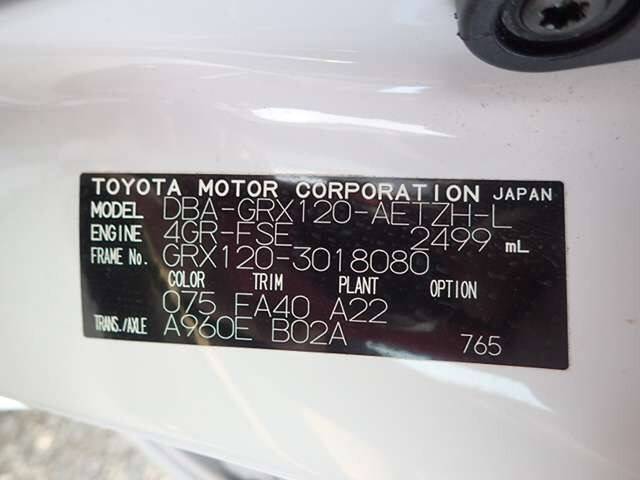 TOYOTA MOTOR CORPORATION JAPAN
MODEL DBA-GRX120-AETZH-L
ENGINE 4GR-FSE 2499 mL
FRAME No. GRX120-3018080
COLOR TRIM PLANT OPTION
075 FA40 A22
TRANS./AXLE A960E B02A 765